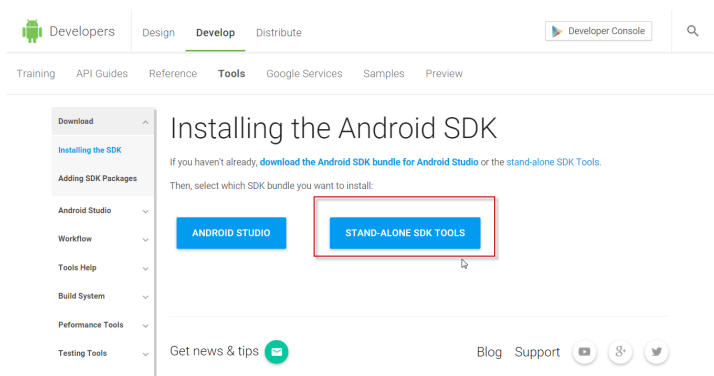 Developers
Design Develop Distribute
Developer Console
Training API Guides Reference Tools Google Services Samples Preview
Download
Installing the SDK
Adding SDK Packages
Android Studio
Workflow
Tools Help
Build System
Peformance Tools
Testing Tools
Installing the Android SDK
If you haven't already, download the Android SDK bundle for Android Studio or the stand-alone SDK Tools.
Then, select which SDK bundle you want to install:
ANDROID STUDIO
STAND-ALONE SDK TOOLS
Get news & tips
Blog Support